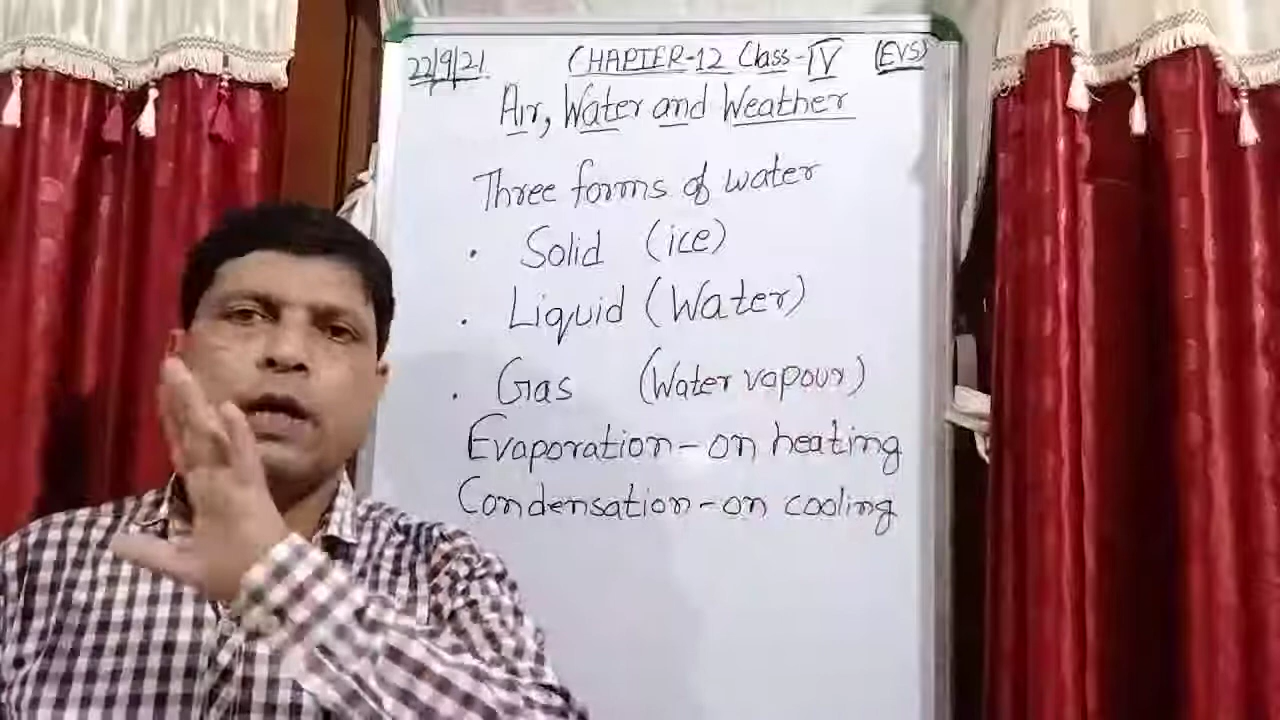 22/9/21 CHAPTER-12 Class-IV (EVS)
Air, Water and Weather
Three forms of water
• Solid (ice)
• Liquid (Water)
• Gas (Water vapour)
Evaporation - on heating
Condensation - on cooling